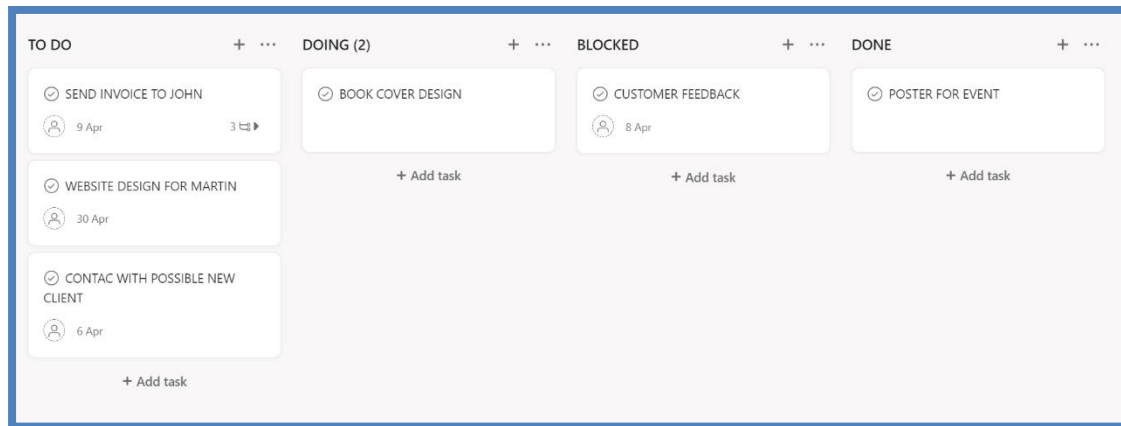 TO DO
SEND INVOICE TO JOHN
9 Apr 3
WEBSITE DESIGN FOR MARTIN
30 Apr
CONTAC WITH POSSIBLE NEW
CLIENT
6 Apr
+ Add task
DOING (2)
BOOK COVER DESIGN
+ Add task
BLOCKED
CUSTOMER FEEDBACK
8 Apr
+ Add task
DONE
POSTER FOR EVENT
+ Add task